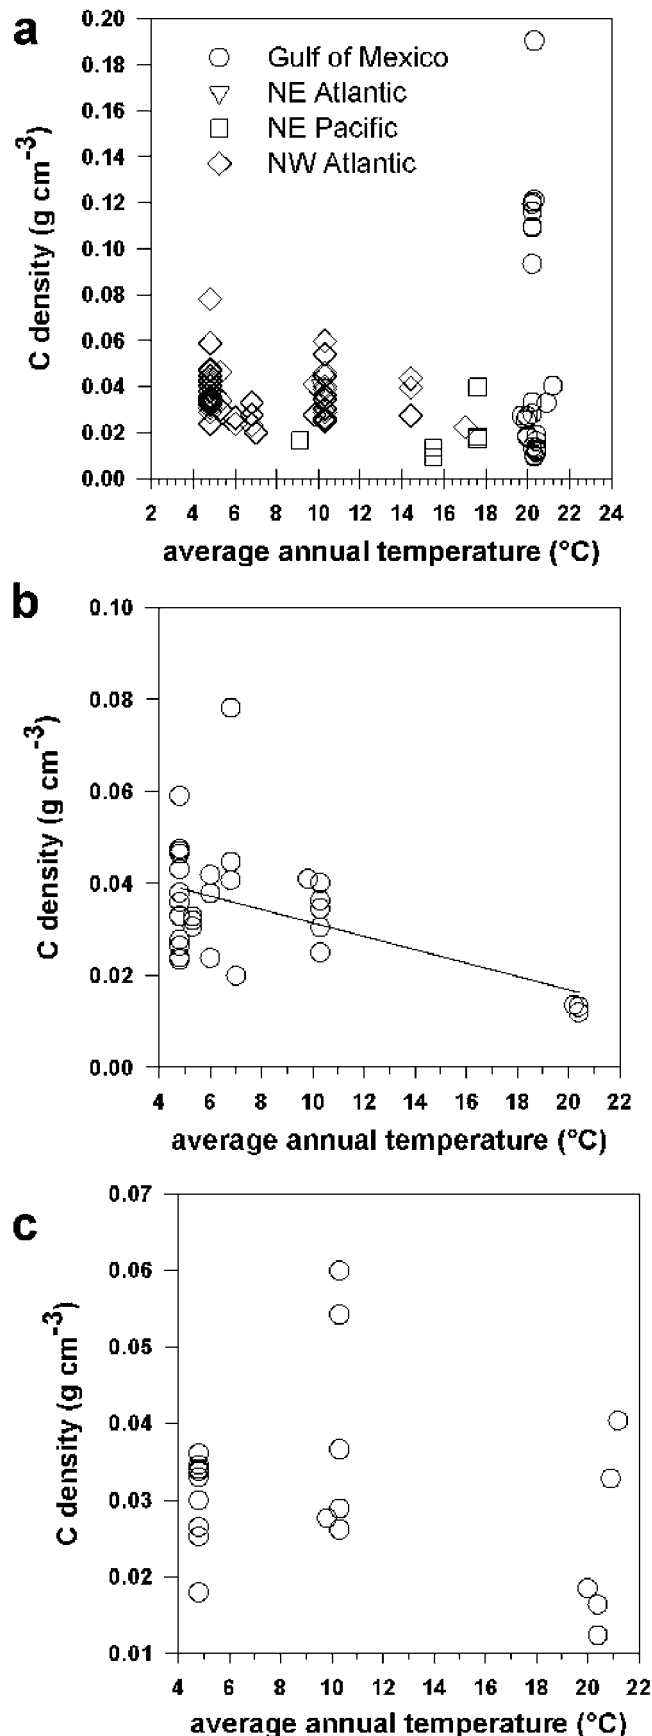 a
0.20
0.18
0.16
0.14
0.12
0.10
0.08
0.06
0.04
0.02
0.00
C density (g cm-3)
Gulf of Mexico
NE Atlantic
NE Pacific
NW Atlantic
2 4 6 8 10 12 14 16 18 20 22 24
average annual temperature (°C)
b
0.10
0.08
0.06
0.04
0.02
0.00
C density (g cm-3)
4 6 8 10 12 14 16 18 20 22
average annual temperature (°C)
c
0.07
0.06
0.05
0.04
0.03
0.02
0.01
C density (g cm-3)
4 6 8 10 12 14 16 18 20 22
average annual temperature (°C)